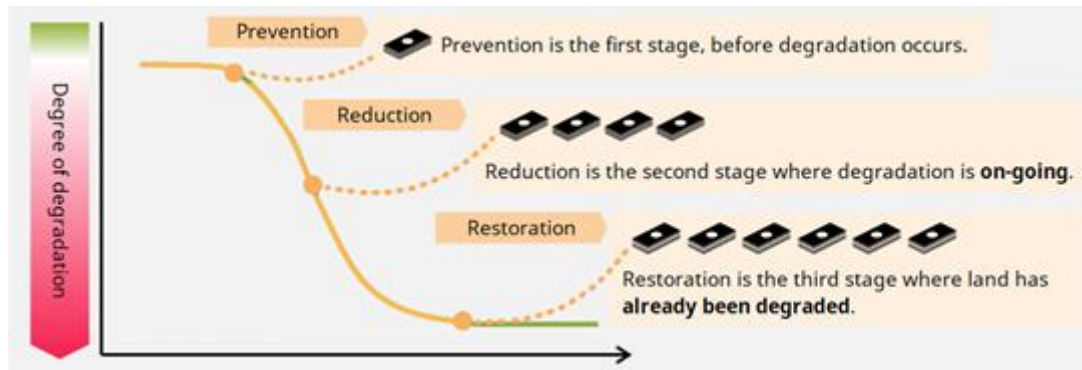 Degree of degradation
Prevention
Prevention is the first stage, before degradation occurs.
Reduction
Reduction is the second stage where degradation is on-going.
Restoration
Restoration is the third stage where land has
already been degraded.